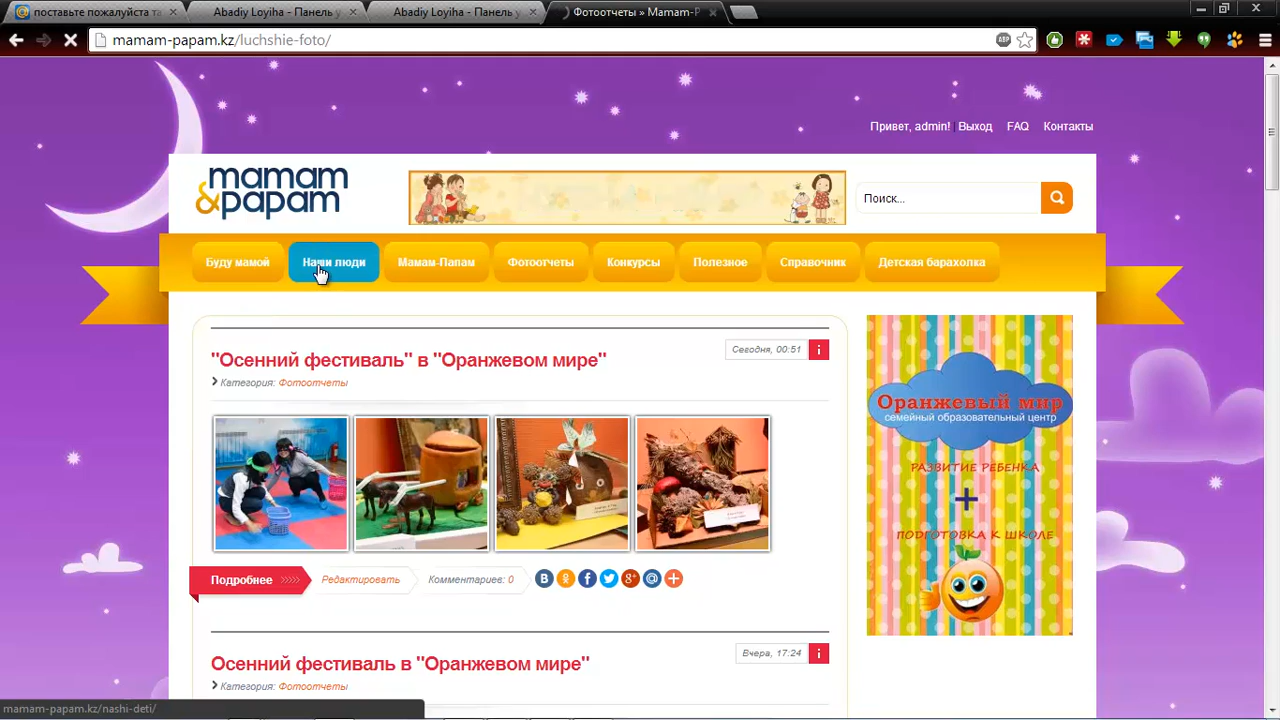 поставьте пожалуйста та
Abadiy Loyiha - Панель у
Abadiy Loyiha - Панель у
Фотоотчеты » Mamam-P
mamam-papam.kz/luchshie-foto/
Привет, admin! | Выход FAQ Контакты
mamam
&papam
Поиск...
Буду мамой Наши люди Мамам-Папам Фотоотчеты Конкурсы Полезное Справочник Детская барахолка
"Осенний фестиваль" в "Оранжевом мире"
Сегодня, 00:51
Категория: Фотоотчеты
Подробнее
Редактировать
Комментариев: 0
Осенний фестиваль в "Оранжевом мире"
Вчера, 17:24
Категория: Фотоотчеты
Оранжевый мир
семейный образовательный центр
РАЗВИТИЕ РЕБЕНКА
+
ПОДГОТОВКА К ШКОЛЕ
mamam-papam.kz/nashi-deti/